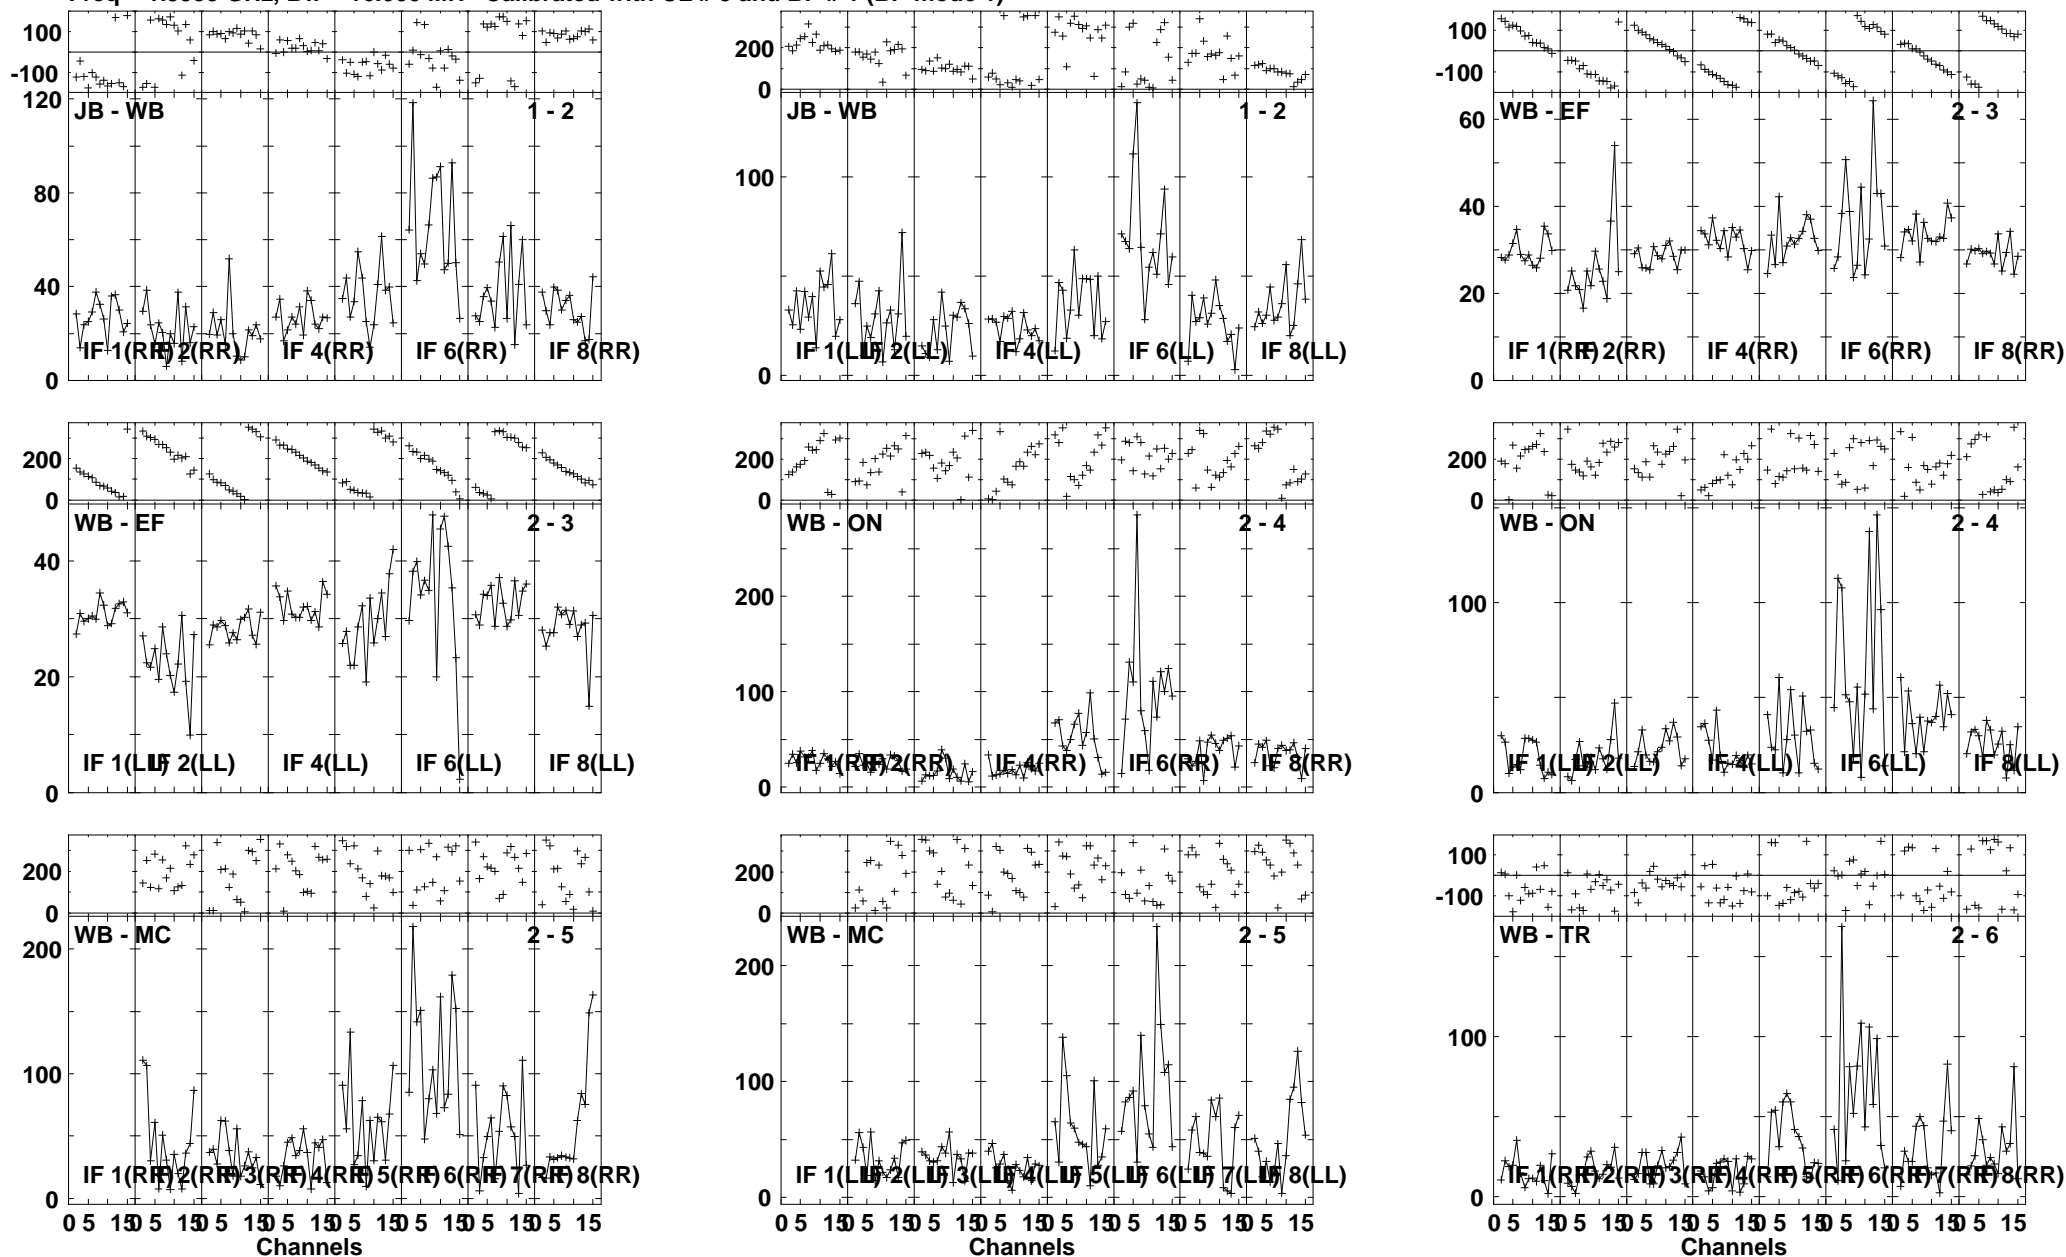 Freq = GHz, Bw = MH Calibrated with CL # and BP # (BP mode 1)
100
-100
200
0
100
-100
120
80
40
0
JB - WB 1 - 2
IF 1(RR) IF 2(RR) IF 4(RR) IF 6(RR) IF 8(RR)
100
0
JB - WB 1 - 2
IF 1(LL) IF 2(LL) IF 4(LL) IF 6(LL) IF 8(LL)
60
40
20
0
WB - EF 2 - 3
IF 1(RR) IF 2(RR) IF 4(RR) IF 6(RR) IF 8(RR)
200
0
40
20
0
WB - EF 2 - 3
IF 1(LL) IF 2(LL) IF 4(LL) IF 6(LL) IF 8(LL)
200
0
200
100
0
WB - ON 2 - 4
IF 1(RR) IF 2(RR) IF 4(RR) IF 6(RR) IF 8(RR)
200
0
100
0
WB - ON 2 - 4
IF 1(LL) IF 2(LL) IF 4(LL) IF 6(LL) IF 8(LL)
200
0
200
100
0
WB - MC 2 - 5
IF 1(RR) IF 2(RR) IF 3(RR) IF 4(RR) IF 5(RR) IF 6(RR) IF 7(RR) IF 8(RR)
0 5 15 0 5 15 0 5 15 0 5 15 0 5 15 0 5 15 0 5 15 0 5 15
Channels
200
0
200
100
0
WB - MC 2 - 5
IF 1(LL) IF 2(LL) IF 3(LL) IF 4(LL) IF 5(LL) IF 6(LL) IF 7(LL) IF 8(LL)
0 5 15 0 5 15 0 5 15 0 5 15 0 5 15 0 5 15 0 5 15 0 5 15
Channels
100
-100
100
0
WB - TR 2 - 6
IF 1(RR) IF 2(RR) IF 3(RR) IF 4(RR) IF 5(RR) IF 6(RR) IF 7(RR) IF 8(RR)
0 5 15 0 5 15 0 5 15 0 5 15 0 5 15 0 5 15 0 5 15 0 5 15
Channels